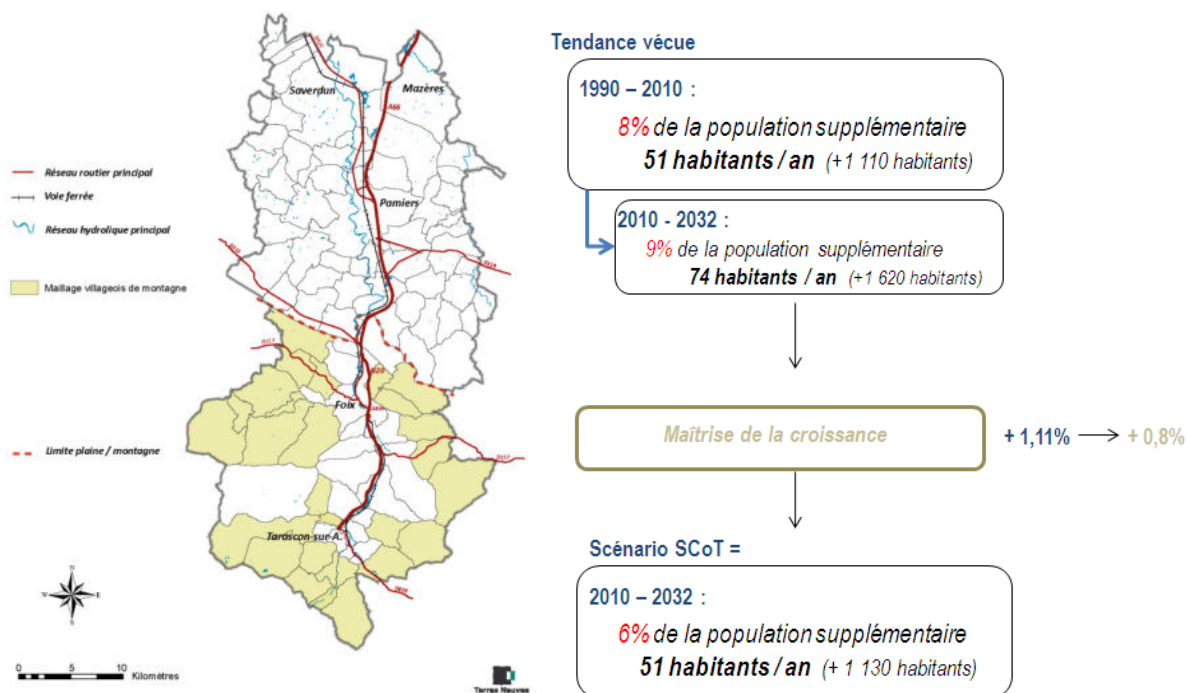 Saverdun
Mazères
A66
Pamiers
Foix
N20
Tarascon-sur-A.
Réseau routier principal
Voie ferrée
Réseau hydrolique principal
Maillage villageois de montagne
Limite plaine / montagne
N
W E
S
0 5 10
Kilomètres
Terres Neuves
Tendance vécue
1990 – 2010 :
8% de la population supplémentaire
51 habitants / an (+1 110 habitants)
2010 - 2032 :
9% de la population supplémentaire
74 habitants / an (+1 620 habitants)
Maîtrise de la croissance + 1,11% + 0,8%
Scénario SCoT =
2010 – 2032 :
6% de la population supplémentaire
51 habitants / an (+ 1 130 habitants)